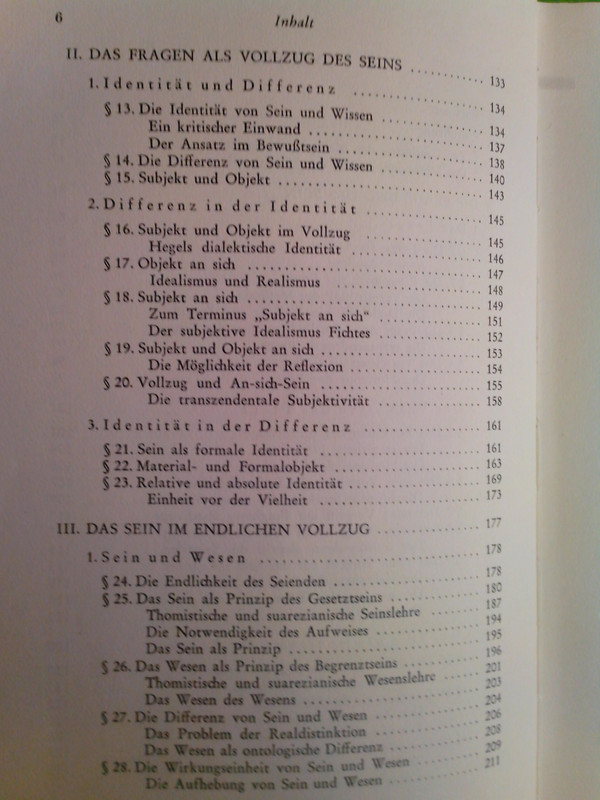 6 Inhalt
II. DAS FRAGEN ALS VOLLZUG DES SEINS .......... 133
1. Identität und Differenz .......... 134
§ 13. Die Identität von Sein und Wissen .......... 134
Ein kritischer Einwand .......... 137
Der Ansatz im Bewußtsein .......... 138
§ 14. Die Differenz von Sein und Wissen .......... 140
§ 15. Subjekt und Objekt .......... 143
2. Differenz in der Identität .......... 145
§ 16. Subjekt und Objekt im Vollzug .......... 145
Hegels dialektische Identität .......... 146
§ 17. Objekt an sich .......... 147
Idealismus und Realismus .......... 148
§ 18. Subjekt an sich .......... 149
Zum Terminus „Subjekt an sich“ .......... 151
Der subjektive Idealismus Fichtes .......... 152
§ 19. Subjekt und Objekt an sich .......... 153
Die Möglichkeit der Reflexion .......... 154
§ 20. Vollzug und An-sich-Sein .......... 155
Die transzendentale Subjektivität .......... 158
3. Identität in der Differenz .......... 161
§ 21. Sein als formale Identität .......... 161
§ 22. Material- und Formalobjekt .......... 163
§ 23. Relative und absolute Identität .......... 169
Einheit vor der Vielheit .......... 173
III. DAS SEIN IM ENDLICHEN VOLLZUG .......... 177
1. Sein und Wesen .......... 178
§ 24. Die Endlichkeit des Seienden .......... 178
§ 25. Das Sein als Prinzip des Gesetztseins .......... 180
Thomistische und suarezianische Seinslehre .......... 187
Die Notwendigkeit des Aufweises .......... 194
Das Sein als Prinzip .......... 195
§ 26. Das Wesen als Prinzip des Begrenztseins .......... 196
Thomistische und suarezianische Wesenslehre .......... 201
Das Wesen des Wesens .......... 203
§ 27. Die Differenz von Sein und Wesen .......... 204
Das Problem der Realdistinktion .......... 206
Das Wesen als ontologische Differenz .......... 208
§ 28. Die Wirkungseinheit von Sein und Wesen .......... 209
Die Aufhebung von Sein und Wesen .......... 211